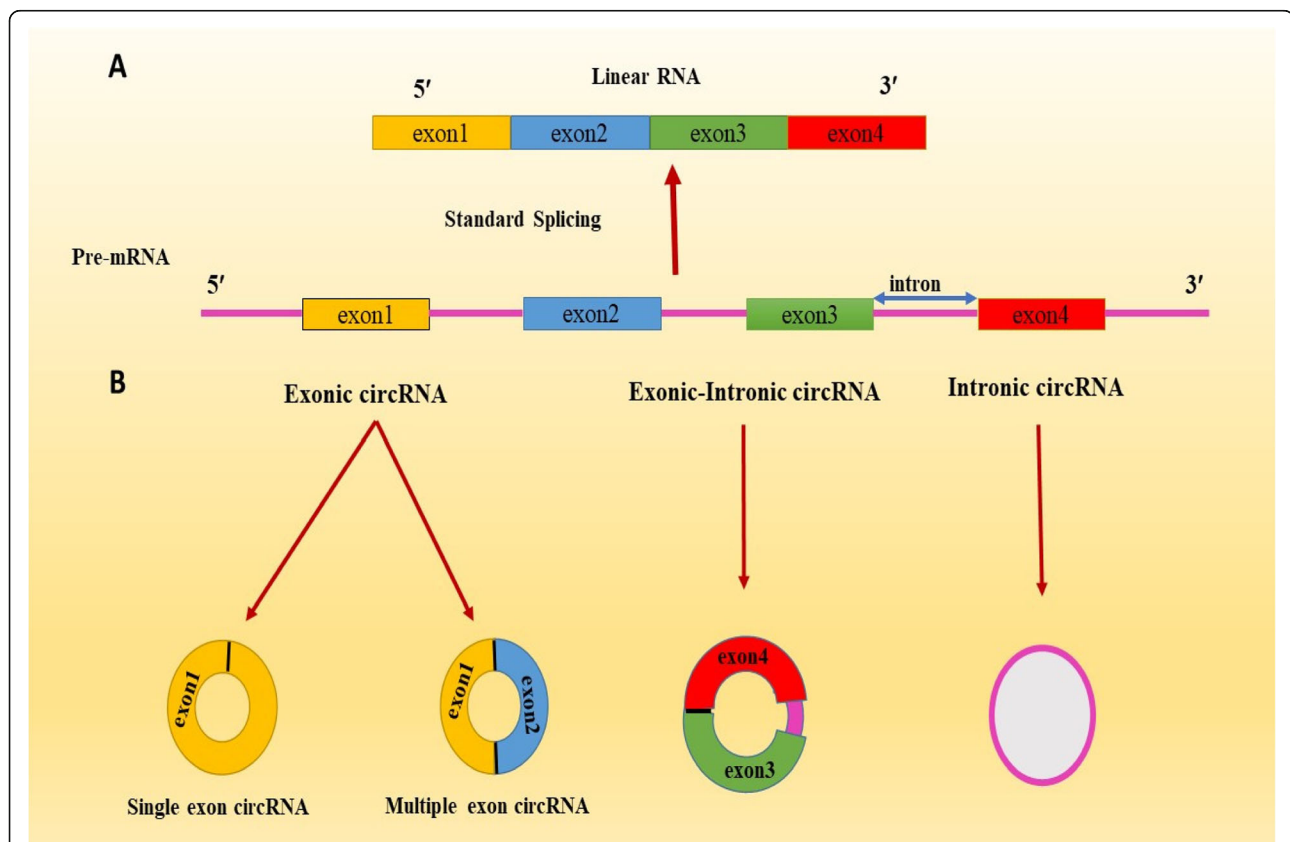 A
Linear RNA
5′ 3′
exon1 exon2 exon3 exon4
Standard Splicing
Pre-mRNA
5′ intron 3′
exon1 exon2 exon3 exon4
B
Exonic circRNA Exonic-Intronic circRNA Intronic circRNA
exon1
exon1 exon2
exon4
exon3
Single exon circRNA Multiple exon circRNA